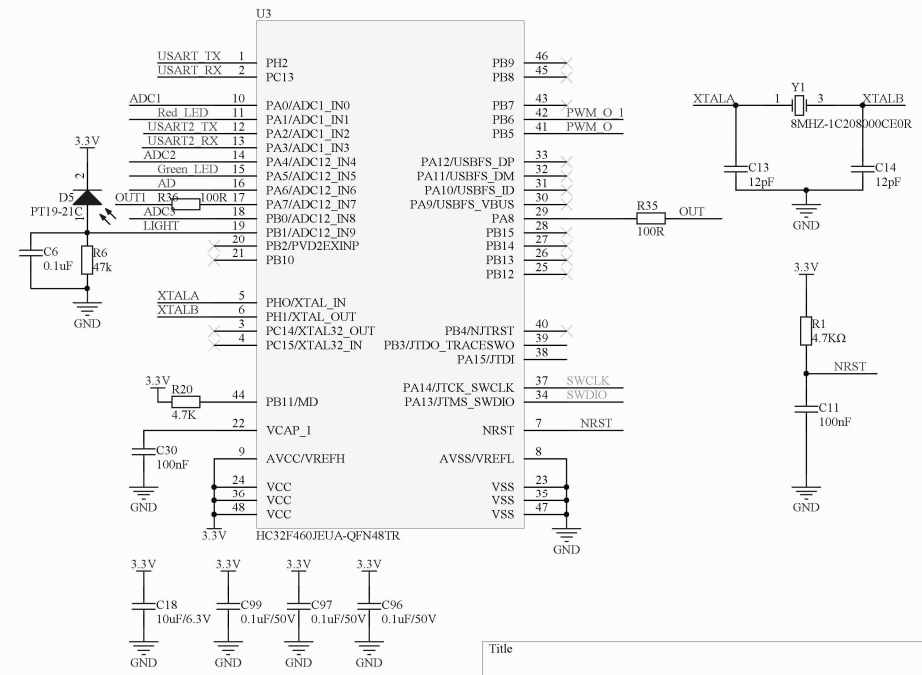 U3
USART_TX 1 PH2 PB9 46
USART_RX 2 PC13 PB8 45
ADC1 10 PA0/ADC1_IN0 PB7 43
Red_LED 11 PA1/ADC1_IN1 PB6 42 PWM_O_1
USART2_TX 12 PA2/ADC1_IN2 PB5 41 PWM_O
USART2_RX 13 PA3/ADC1_IN3
ADC2 14 PA4/ADC12_IN4 PA12/USBFS_DP 33
Green_LED 15 PA5/ADC12_IN5 PA11/USBFS_DM 32
AD 16 PA6/ADC12_IN6 PA10/USBFS_ID 31
OUT1 R36 100R 17 PA7/ADC12_IN7 PA9/USBFS_VBUS 30
ADC3 18 PB0/ADC12_IN8 PA8 29 R35 100R OUT
LIGHT 19 PB1/ADC12_IN9 PB15 28
20 PB2/PVD2EXINP PB14 27
21 PB10 PB13 26
PB12 25
XTALA 5 PHO/XTAL_IN
XTALB 6 PH1/XTAL_OUT
3 PC14/XTAL32_OUT PB4/NJTRST 40
4 PC15/XTAL32_IN PB3/JTDO_TRACESWO 39
PA15/JTDI 38
PA14/JTCK_SWCLK 37 SWCLK
3.3V R20 4.7K 44 PB11/MD PA13/JTMS_SWDIO 34 SWDIO
22 VCAP_1 NRST 7 NRST
C30
100nF
GND
9 AVCC/VREFH AVSS/VREFL 8
24 VCC VSS 23
36 VCC VSS 35
48 VCC VSS 47
3.3V
GND
HC32F460JEUA-QFN48TR
3.3V
2
D5
PT19-21C
1
C6
0.1uF
R6
47k
GND
Y1
XTALA 1 3 XTALB
8MHZ-1C208000CE0R
C13
12pF
C14
12pF
GND
3.3V
R1
4.7KΩ
NRST
C11
100nF
GND
3.3V 3.3V 3.3V 3.3V
C18 C99 C97 C96
10uF/6.3V 0.1uF/50V 0.1uF/50V 0.1uF/50V
GND GND GND GND
Title